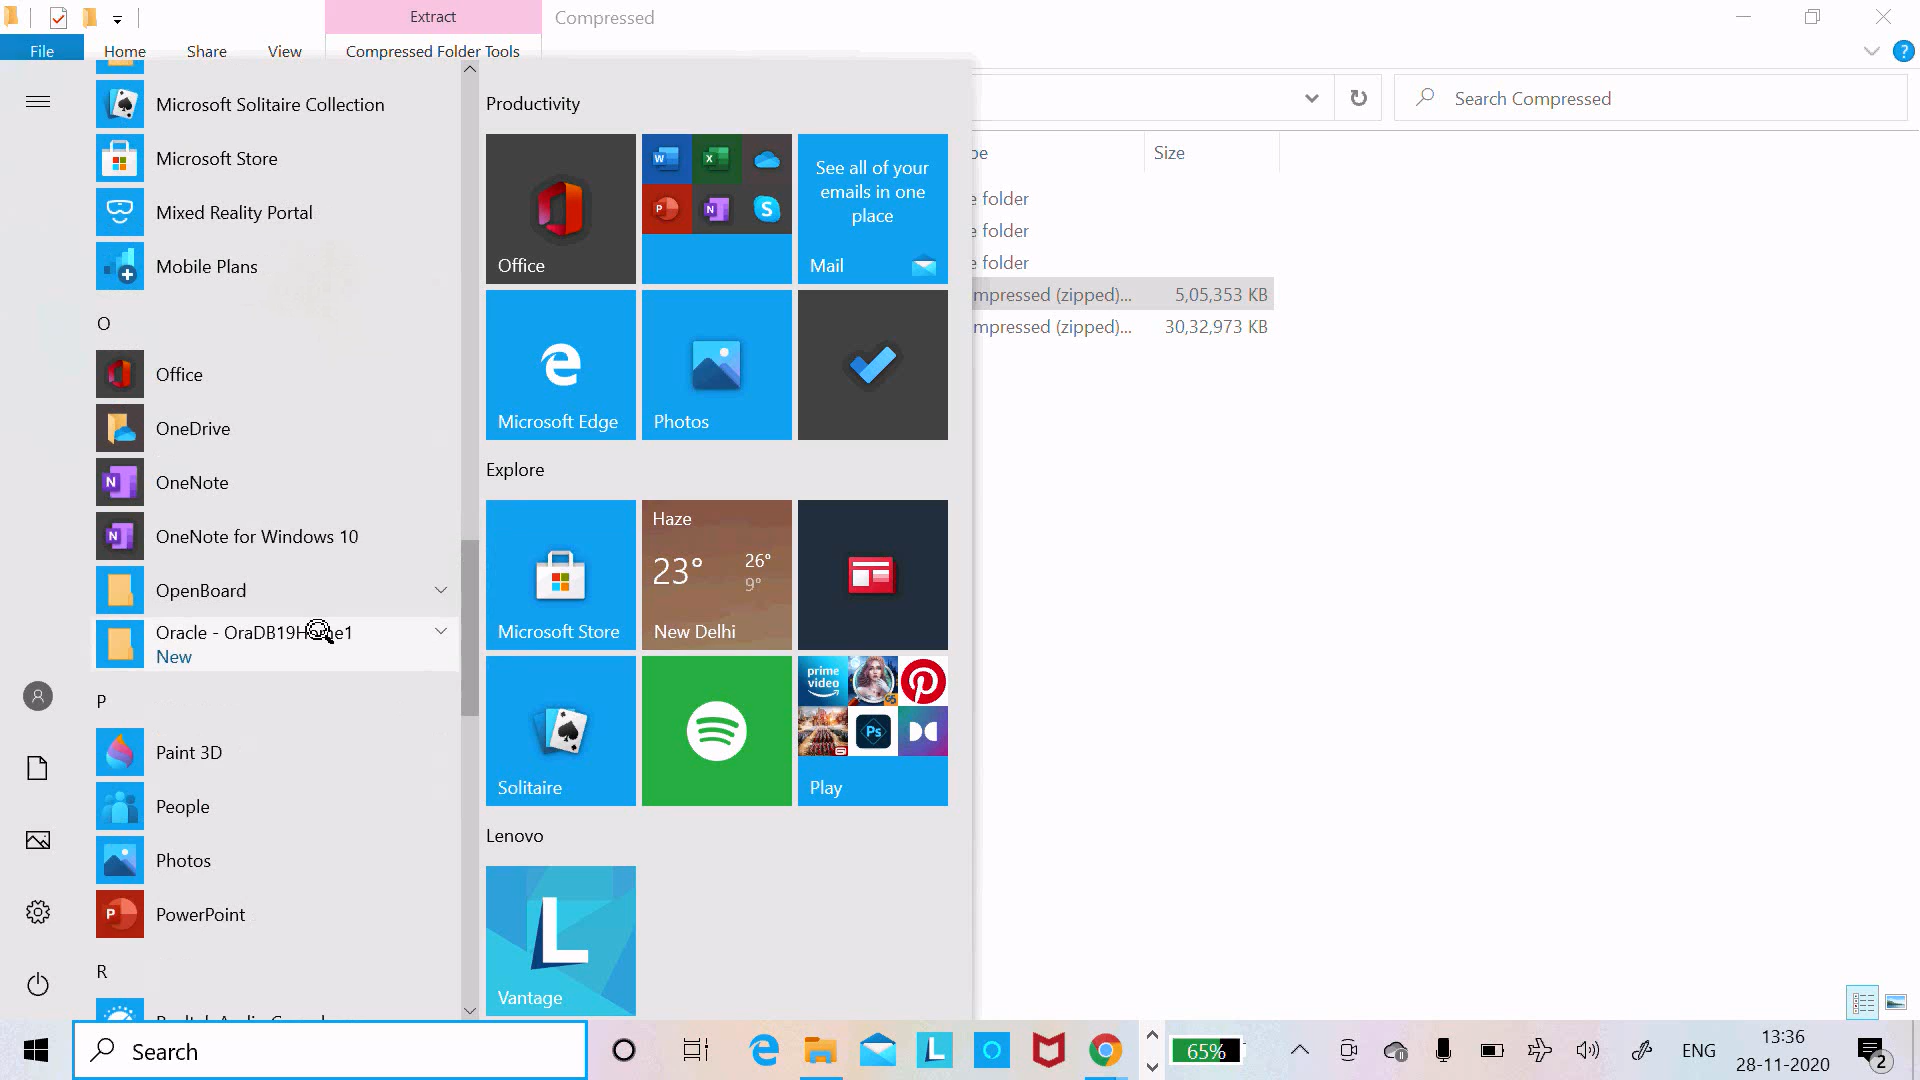 Extract
Compressed
File
Home
Share
View
Compressed Folder Tools
?
Search Compressed
Size
folder
folder
folder
mpressed (zipped)...
5,05,353 KB
mpressed (zipped)...
30,32,973 KB
Microsoft Solitaire Collection
Microsoft Store
Mixed Reality Portal
Mobile Plans
O
Office
OneDrive
OneNote
OneNote for Windows 10
OpenBoard
Oracle - OraDB19Home1
New
P
Paint 3D
People
Photos
PowerPoint
R
Productivity
Office
See all of your
emails in one
place
Mail
Microsoft Edge
Photos
Explore
Microsoft Store
Haze
23°
26°
9°
New Delhi
Solitaire
prime
video
Ps
Play
Lenovo
L
Vantage
Search
L
65%
ENG
13:36
28-11-2020
2